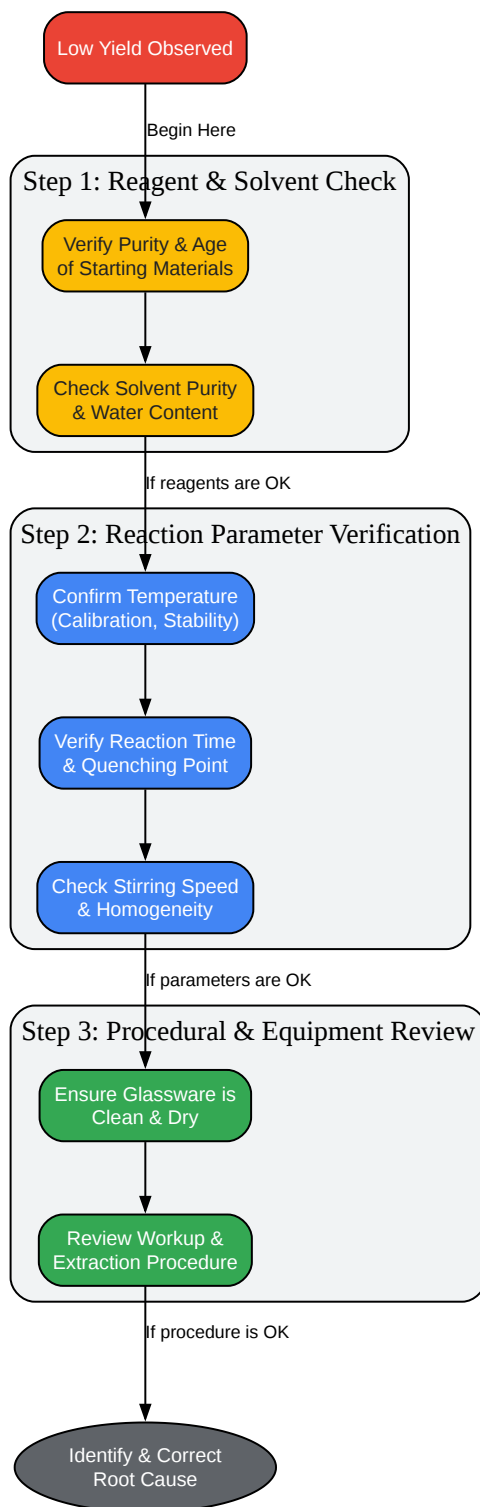 Low Yield Observed
Begin Here
Step 1: Reagent & Solvent Check
Verify Purity & Age
of Starting Materials
Check Solvent Purity
& Water Content
If reagents are OK
Step 2: Reaction Parameter Verification
Confirm Temperature
(Calibration, Stability)
Verify Reaction Time
& Quenching Point
Check Stirring Speed
& Homogeneity
If parameters are OK
Step 3: Procedural & Equipment Review
Ensure Glassware is
Clean & Dry
Review Workup &
Extraction Procedure
If procedure is OK
Identify & Correct
Root Cause